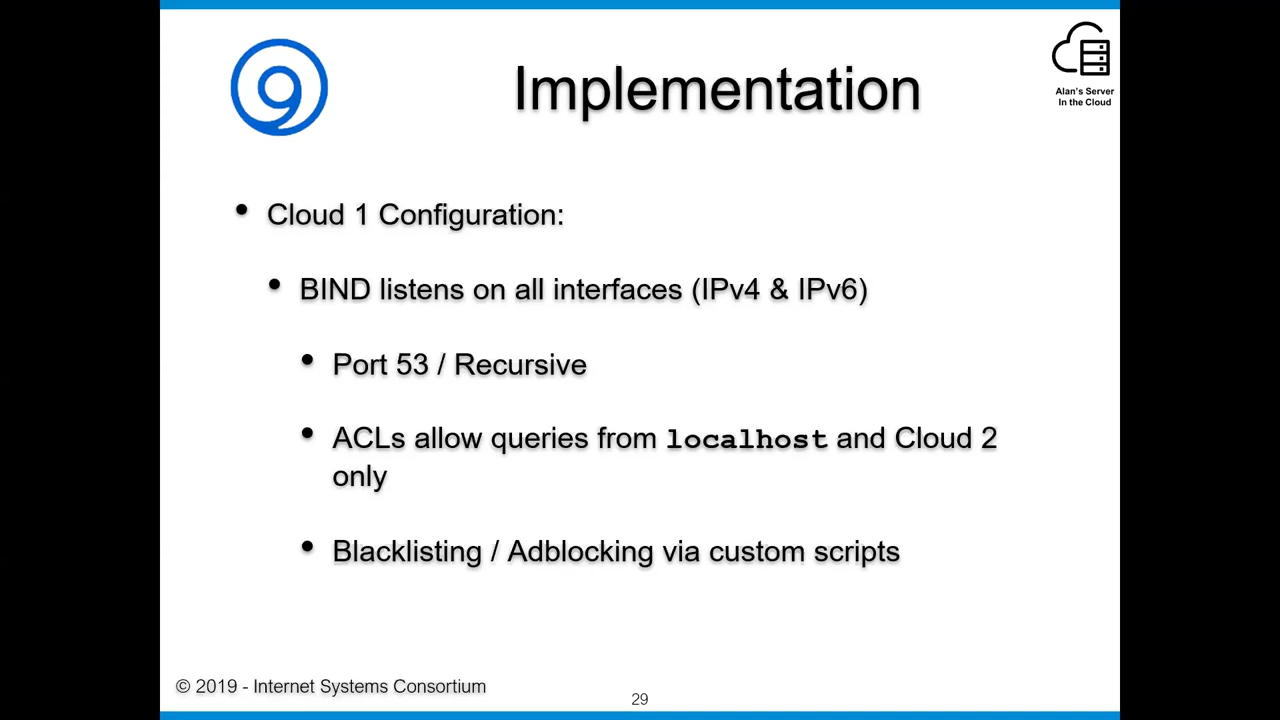 9
Implementation
Alan's Server
In the Cloud
• Cloud 1 Configuration:
• BIND listens on all interfaces (IPv4 & IPv6)
• Port 53 / Recursive
• ACLs allow queries from localhost and Cloud 2
only
• Blacklisting / Adblocking via custom scripts
© 2019 - Internet Systems Consortium
29